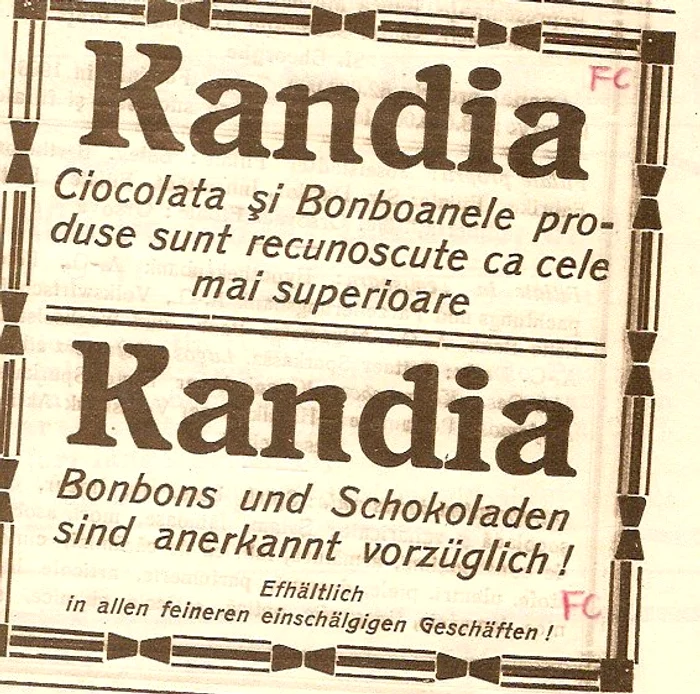 Kandia
FC
Ciocolata şi Bonboanele pro-
duse sunt recunoscute ca cele
mai superioare
Kandia
Bonbons und Schokoladen
sind anerkannt vorzüglich!
Efhältlich
FC
in allen feineren einschälgigen Geschäften!